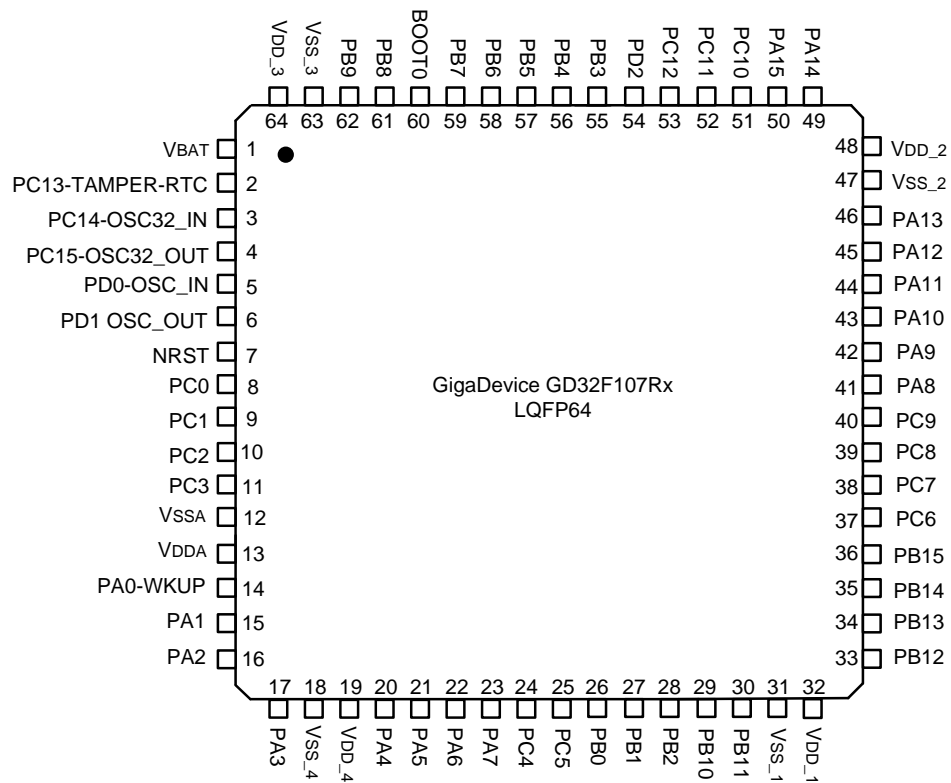 VDD_3 VSS_3 PB9 PB8 BOOT0 PB7 PB6 PB5 PB4 PB3 PD2 PC12 PC11 PC10 PA15 PA14
64 63 62 61 60 59 58 57 56 55 54 53 52 51 50 49
VBAT 1
PC13-TAMPER-RTC 2
PC14-OSC32_IN 3
PC15-OSC32_OUT 4
PD0-OSC_IN 5
PD1 OSC_OUT 6
NRST 7
PC0 8
PC1 9
PC2 10
PC3 11
VSSA 12
VDDA 13
PA0-WKUP 14
PA1 15
PA2 16
GigaDevice GD32F107Rx
LQFP64
48 VDD_2
47 VSS_2
46 PA13
45 PA12
44 PA11
43 PA10
42 PA9
41 PA8
40 PC9
39 PC8
38 PC7
37 PC6
36 PB15
35 PB14
34 PB13
33 PB12
17 18 19 20 21 22 23 24 25 26 27 28 29 30 31 32
PA3 VSS_4 VDD_4 PA4 PA5 PA6 PA7 PC4 PC5 PB0 PB1 PB2 PB10 PB11 VSS_1 VDD_1